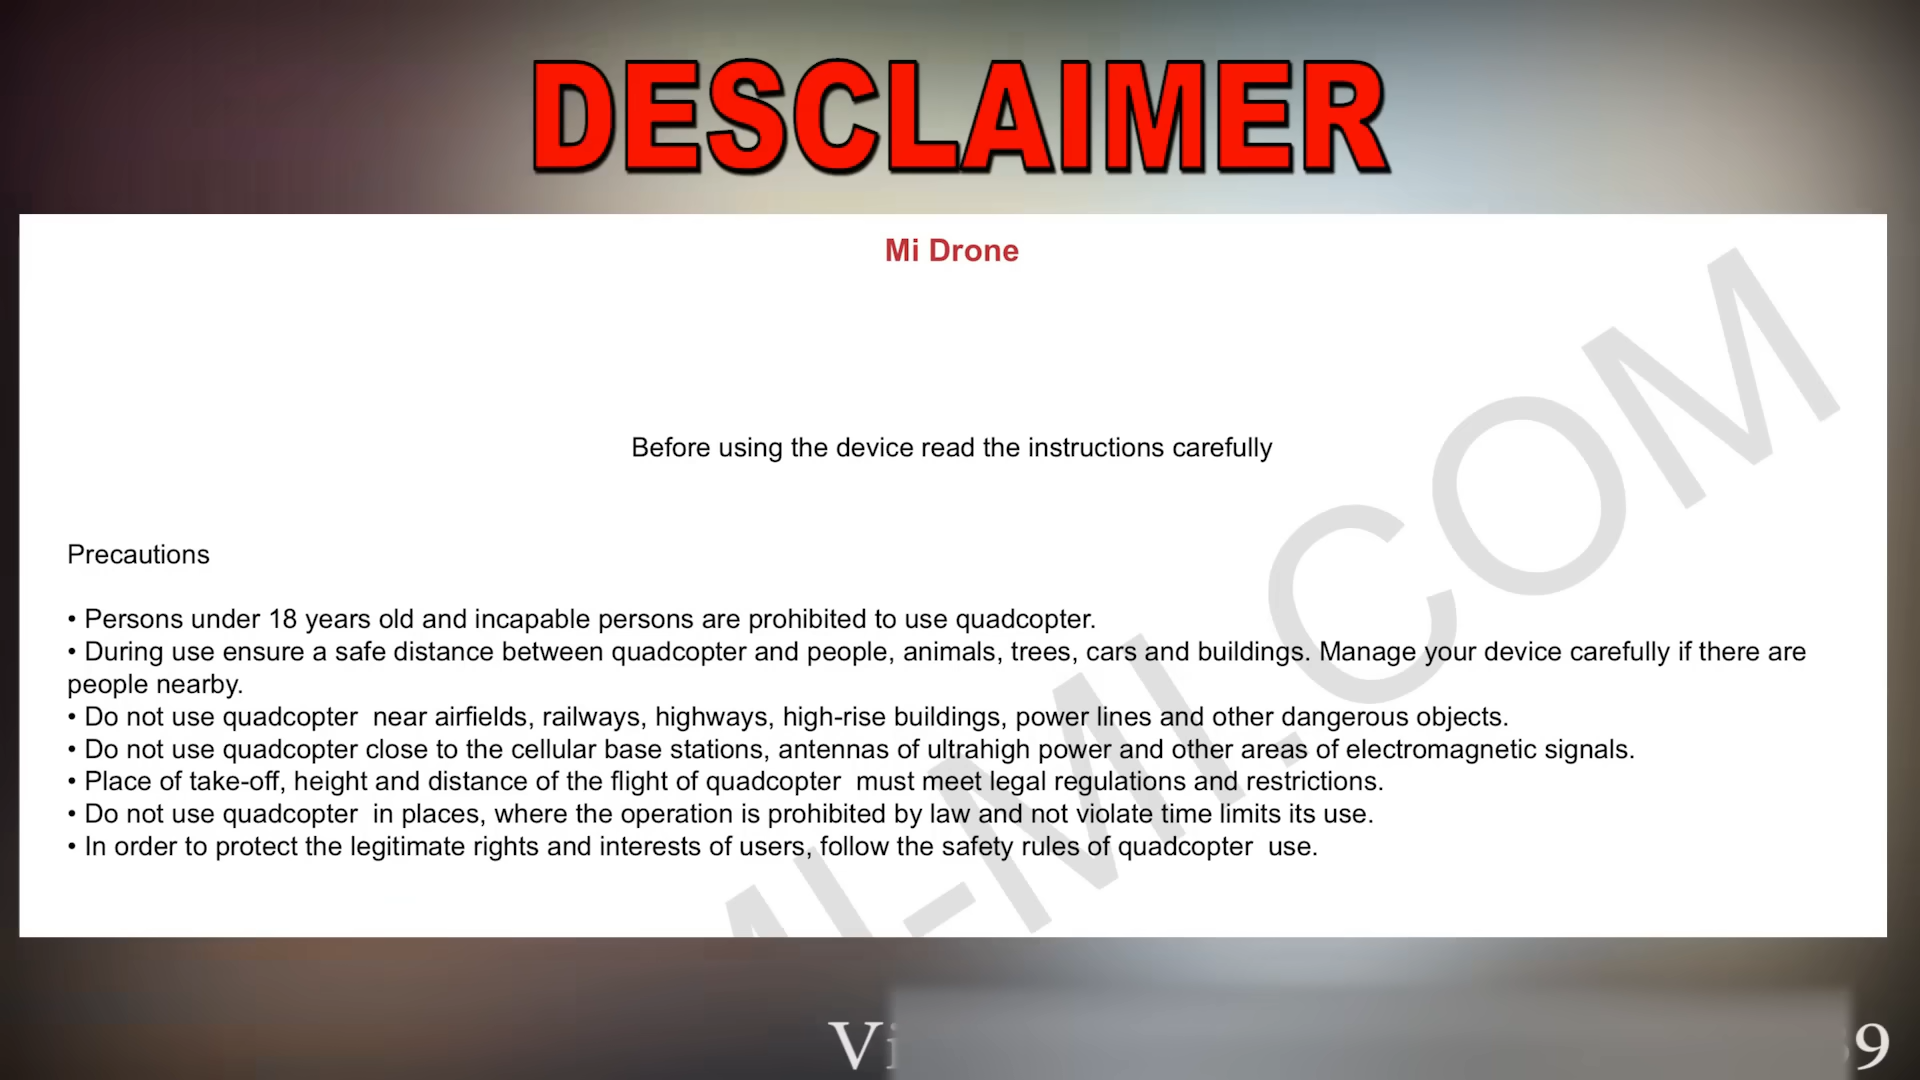 DESCLAIMER
Mi Drone
Before using the device read the instructions carefully
Precautions
• Persons under 18 years old and incapable persons are prohibited to use quadcopter.
• During use ensure a safe distance between quadcopter and people, animals, trees, cars and buildings. Manage your device carefully if there are
people nearby.
• Do not use quadcopter  near airfields, railways, highways, high-rise buildings, power lines and other dangerous objects.
• Do not use quadcopter close to the cellular base stations, antennas of ultrahigh power and other areas of electromagnetic signals.
• Place of take-off, height and distance of the flight of quadcopter  must meet legal regulations and restrictions.
• Do not use quadcopter  in places, where the operation is prohibited by law and not violate time limits its use.
• In order to protect the legitimate rights and interests of users, follow the safety rules of quadcopter  use.
MI-MI.COM